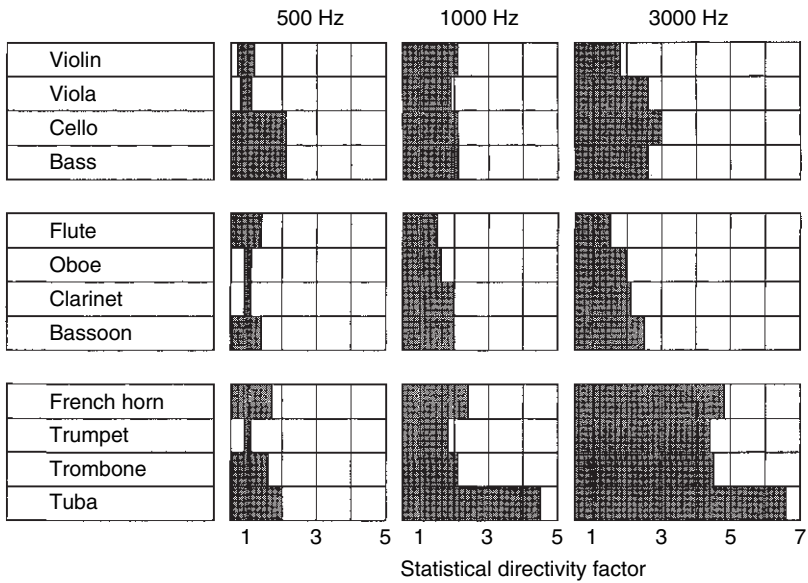 500 Hz 1000 Hz 3000 Hz
Violin
Viola
Cello
Bass
Flute
Oboe
Clarinet
Bassoon
French horn
Trumpet
Trombone
Tuba
1 3 5 1 3 5 1 3 5 7
Statistical directivity factor